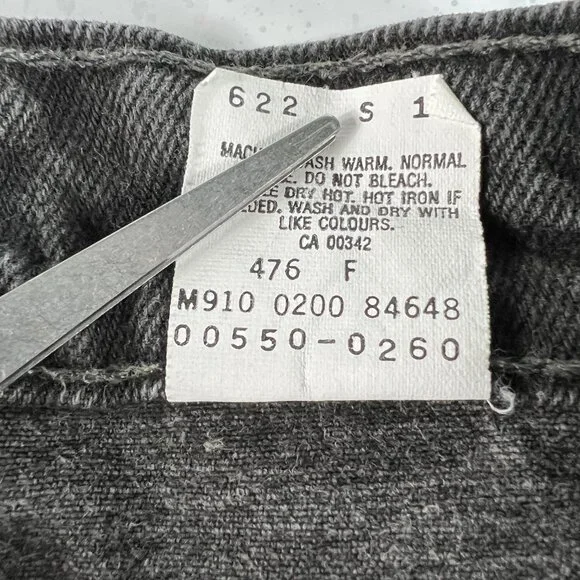 622 S 1
WARM. NORMAL
DO NOT BLEACH.
DRY HOT. HOT IRON IF
WASH AND DRY WITH
LIKE COLOURS.
CA 00342
476 F
M910 0200 84648
00550-0260